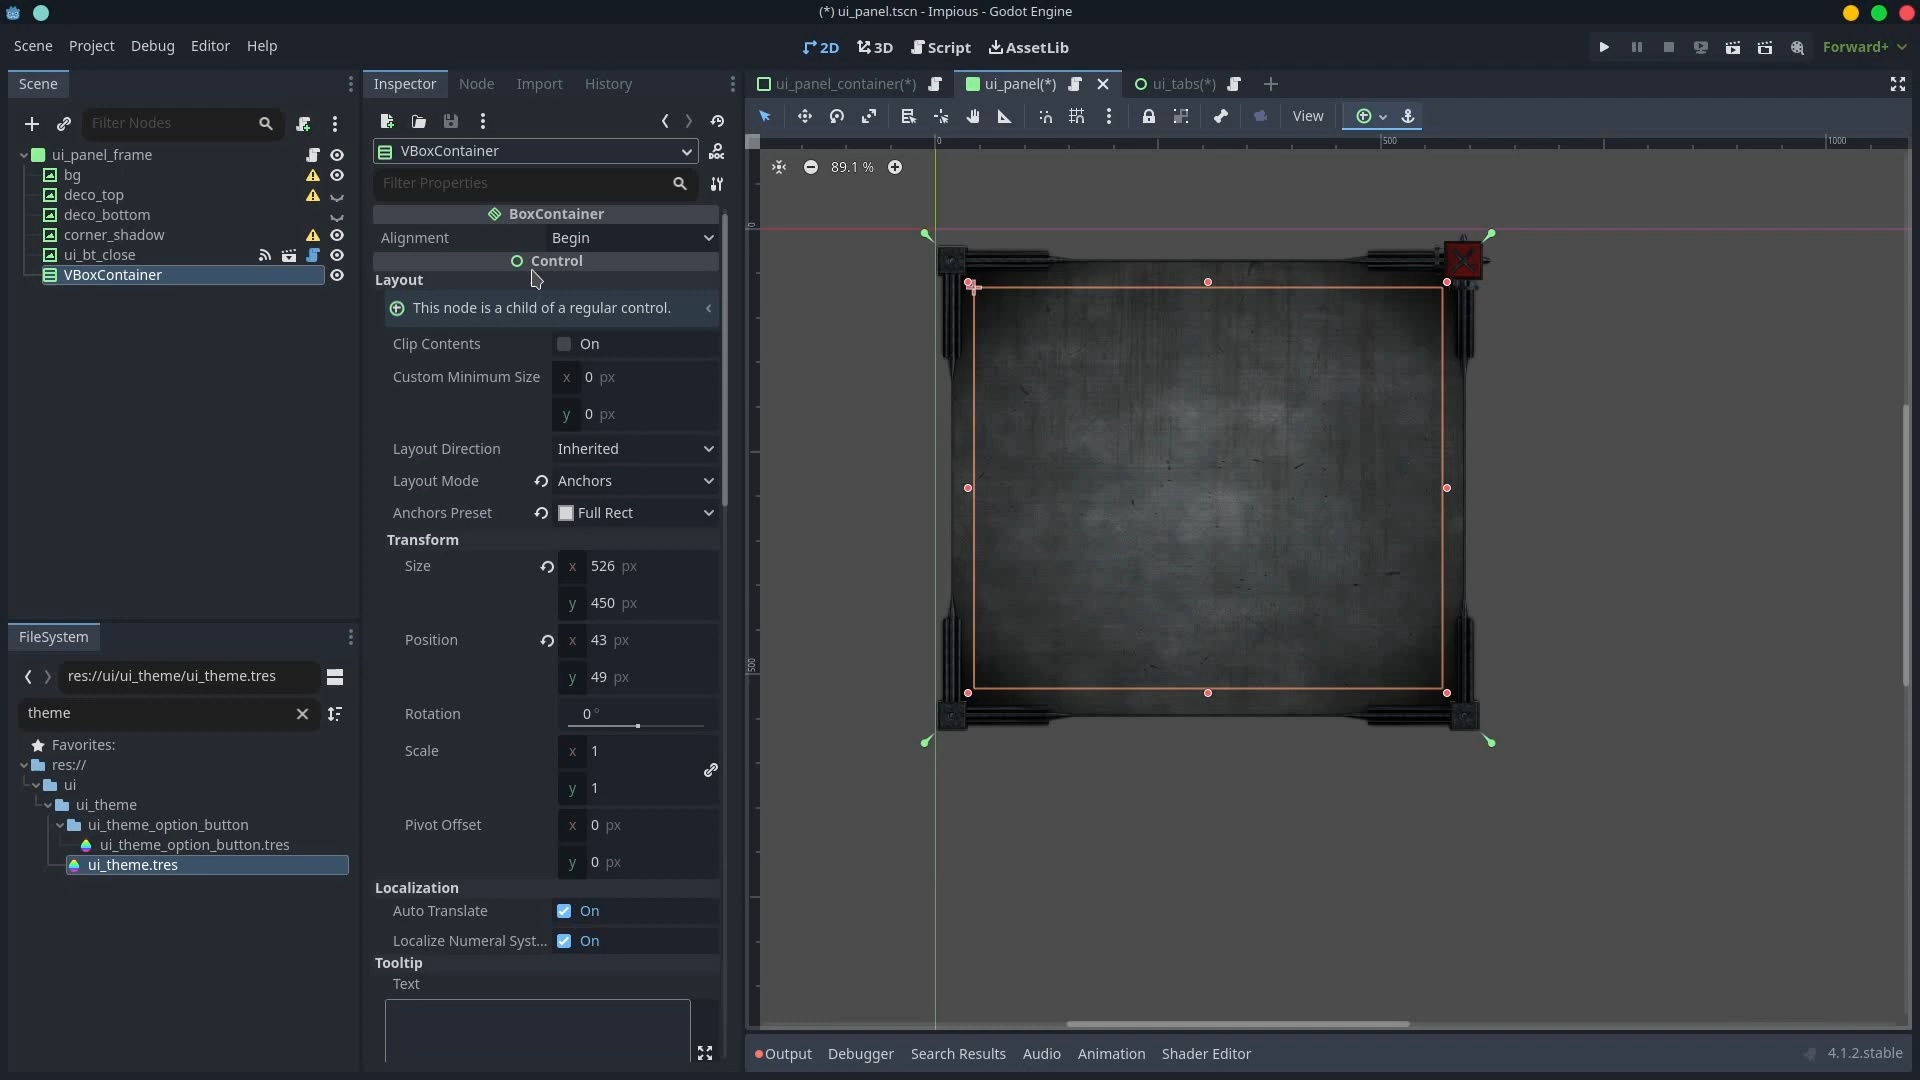 (*) ui_panel.tscn - Impious - Godot Engine
Scene Project Debug Editor Help
2D 3D Script AssetLib
Forward+
Scene
Inspector Node Import History
ui_panel_container(*) ui_panel(*) ui_tabs(*)
Filter Nodes
View
VBoxContainer
Filter Properties
89.1 %
0 500 1000
0
500
ui_panel_frame
bg
deco_top
deco_bottom
corner_shadow
ui_bt_close
VBoxContainer
BoxContainer
Alignment Begin
Control
Layout
This node is a child of a regular control.
Clip Contents On
Custom Minimum Size x 0 px
y 0 px
Layout Direction Inherited
Layout Mode Anchors
Anchors Preset Full Rect
Transform
Size x 526 px
y 450 px
Position x 43 px
y 49 px
Rotation 0 °
Scale x 1
y 1
Pivot Offset x 0 px
y 0 px
Localization
Auto Translate On
Localize Numeral Syst... On
Tooltip
Text
FileSystem
res://ui/ui_theme/ui_theme.tres
theme
Favorites:
res://
ui
ui_theme
ui_theme_option_button
ui_theme_option_button.tres
ui_theme.tres
Output Debugger Search Results Audio Animation Shader Editor
4.1.2.stable